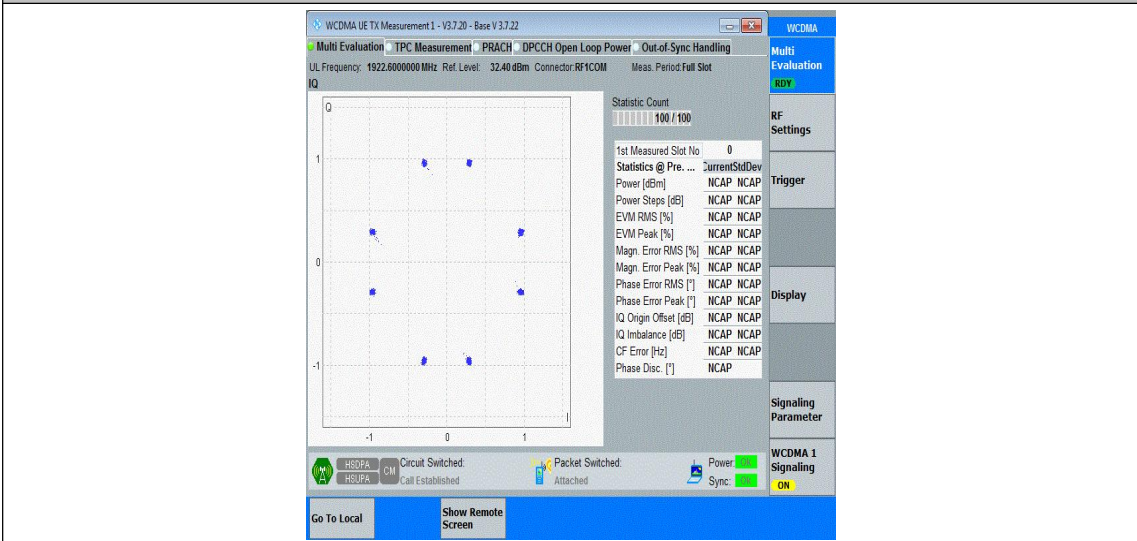 WCDMA UE TX Measurement 1 - V3.7.20 - Base V 3.7.22
WCDMA
Multi Evaluation TPC Measurement PRACH DPCCH Open Loop Power Out-of-Sync Handling
UL Frequency: 1922.6000000 MHz Ref. Level: 32.40 dBm Connector:RF1COM Meas. Period:Full Slot
IQ
Q
1
0
-1
I
-1 0 1
Statistic Count
100 / 100
1st Measured Slot No 0
Statistics @ Pre. ... CurrentStdDev
Power [dBm] NCAP NCAP
Power Steps [dB] NCAP NCAP
EVM RMS [%] NCAP NCAP
EVM Peak [%] NCAP NCAP
Magn. Error RMS [%] NCAP NCAP
Magn. Error Peak [%] NCAP NCAP
Phase Error RMS [°] NCAP NCAP
Phase Error Peak [°] NCAP NCAP
IQ Origin Offset [dB] NCAP NCAP
IQ Imbalance [dB] NCAP NCAP
CF Error [Hz] NCAP NCAP
Phase Disc. [°] NCAP
Multi
Evaluation
RDY
RF
Settings
Trigger
Display
Signaling
Parameter
WCDMA 1
Signaling
ON
HSDPA
HSUPA
CM
Circuit Switched:
Call Established
Packet Switched:
Attached
Power: OK
Sync: OK
Go To Local
Show Remote
Screen